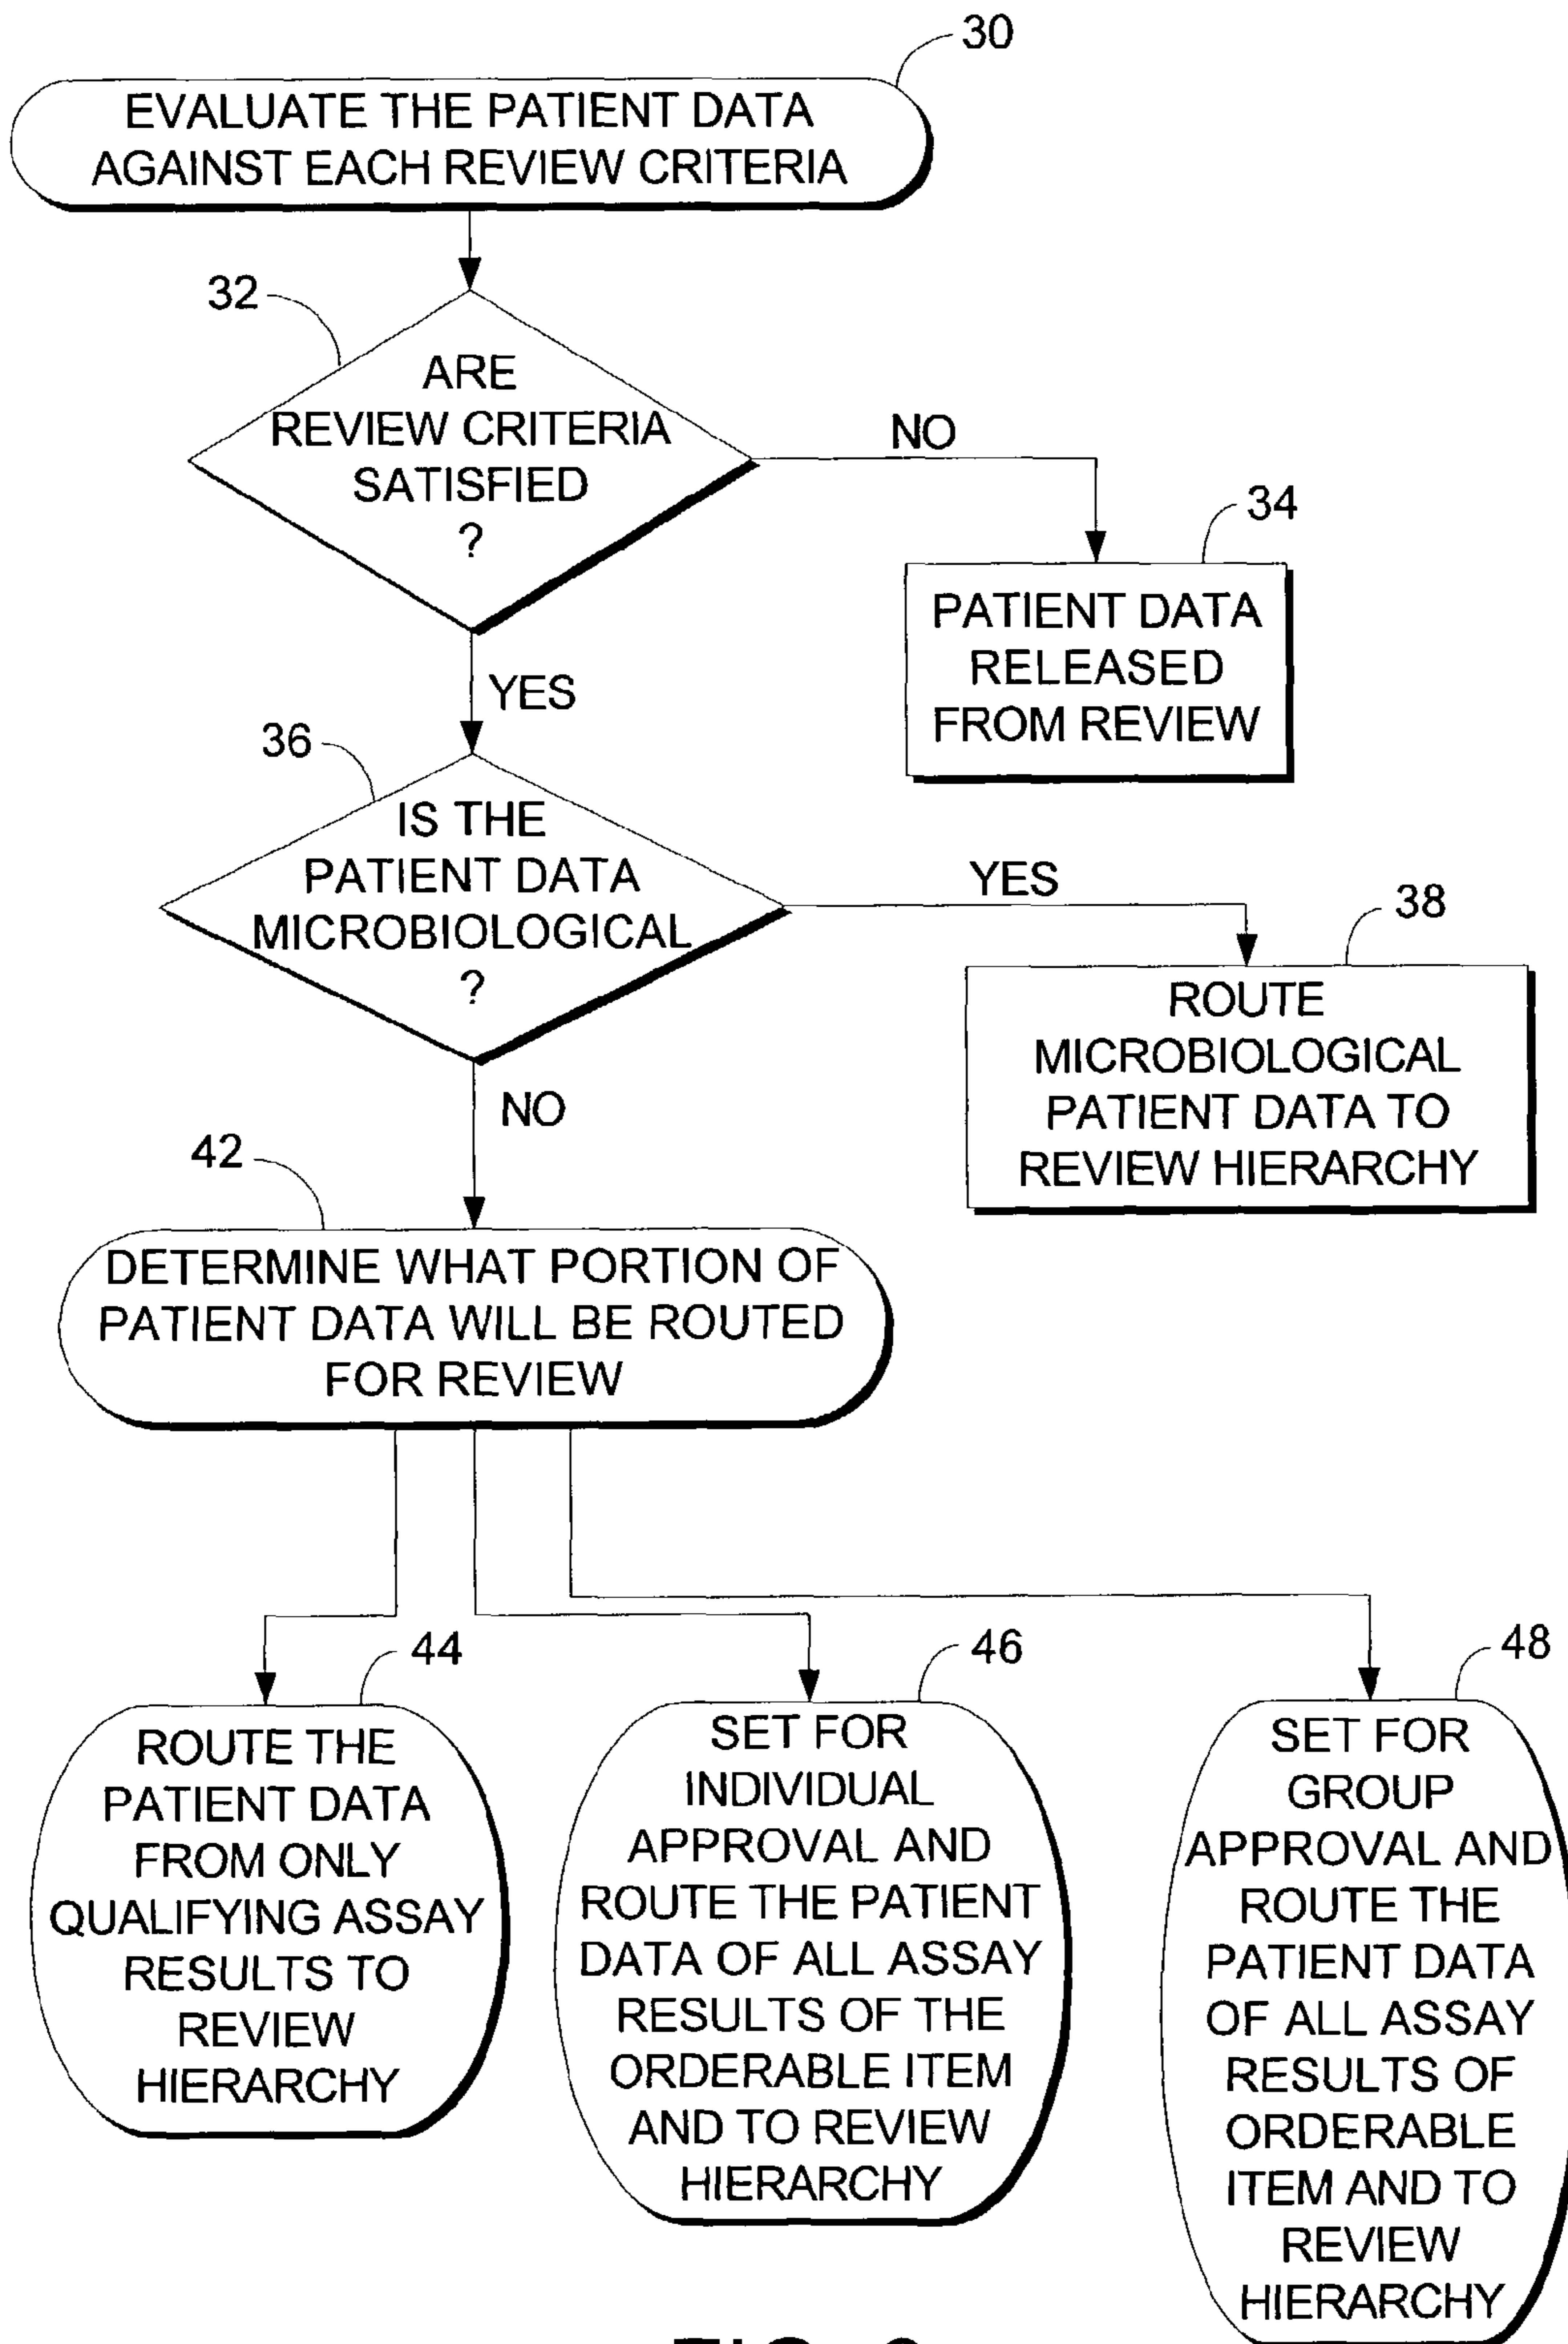 30
EVALUATE THE PATIENT DATA
AGAINST EACH REVIEW CRITERIA
32
ARE
REVIEW CRITERIA
SATISFIED
?
NO
34
PATIENT DATA
RELEASED
FROM REVIEW
YES
36
IS THE
PATIENT DATA
MICROBIOLOGICAL
?
YES
38
ROUTE
MICROBIOLOGICAL
PATIENT DATA TO
REVIEW HIERARCHY
NO
42
DETERMINE WHAT PORTION OF
PATIENT DATA WILL BE ROUTED
FOR REVIEW
44
ROUTE THE
PATIENT DATA
FROM ONLY
QUALIFYING ASSAY
RESULTS TO
REVIEW
HIERARCHY
46
SET FOR
INDIVIDUAL
APPROVAL AND
ROUTE THE PATIENT
DATA OF ALL ASSAY
RESULTS OF THE
ORDERABLE ITEM
AND TO REVIEW
HIERARCHY
48
SET FOR
GROUP
APPROVAL AND
ROUTE THE
PATIENT DATA
OF ALL ASSAY
RESULTS OF
ORDERABLE
ITEM AND TO
REVIEW
HIERARCHY